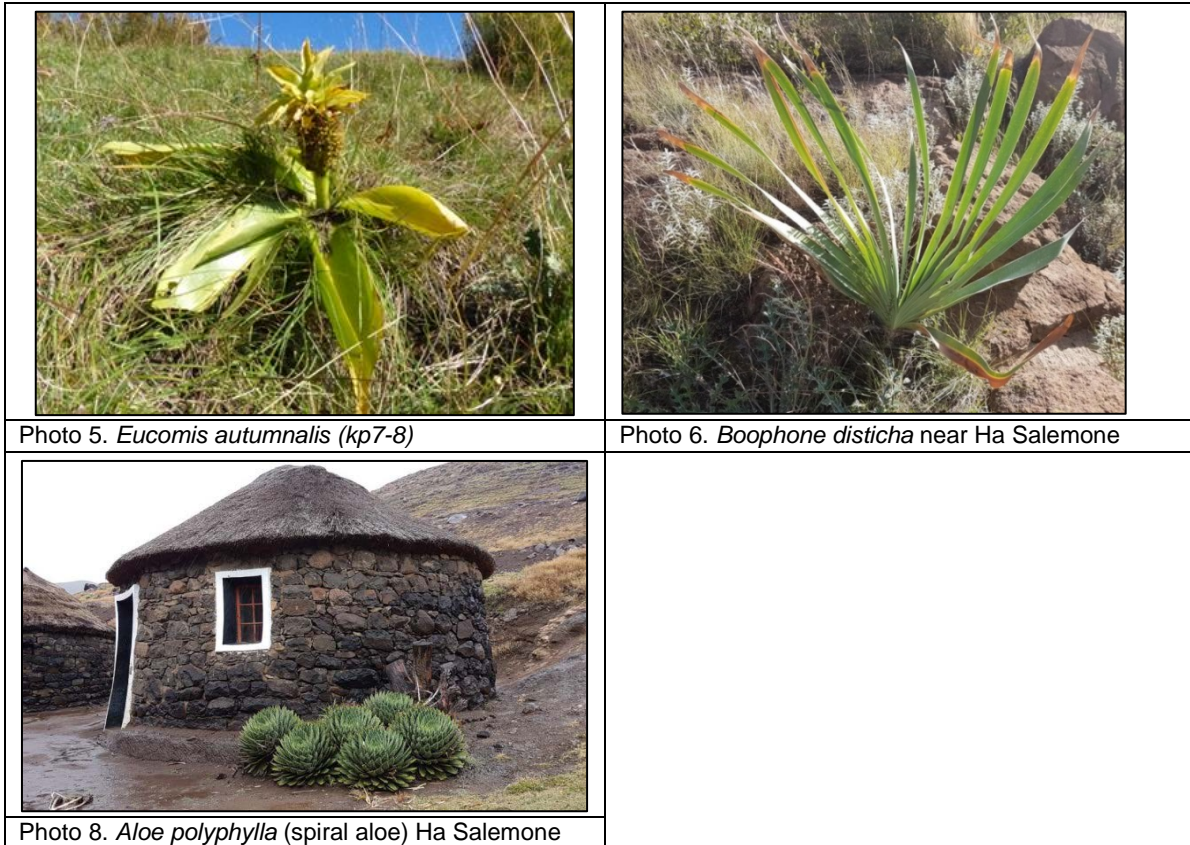 Photo 5. Eucomis autumnalis (kp7-8)
Photo 6. Boophone disticha near Ha Salemone
Photo 8. Aloe polyphylla (spiral aloe) Ha Salemone